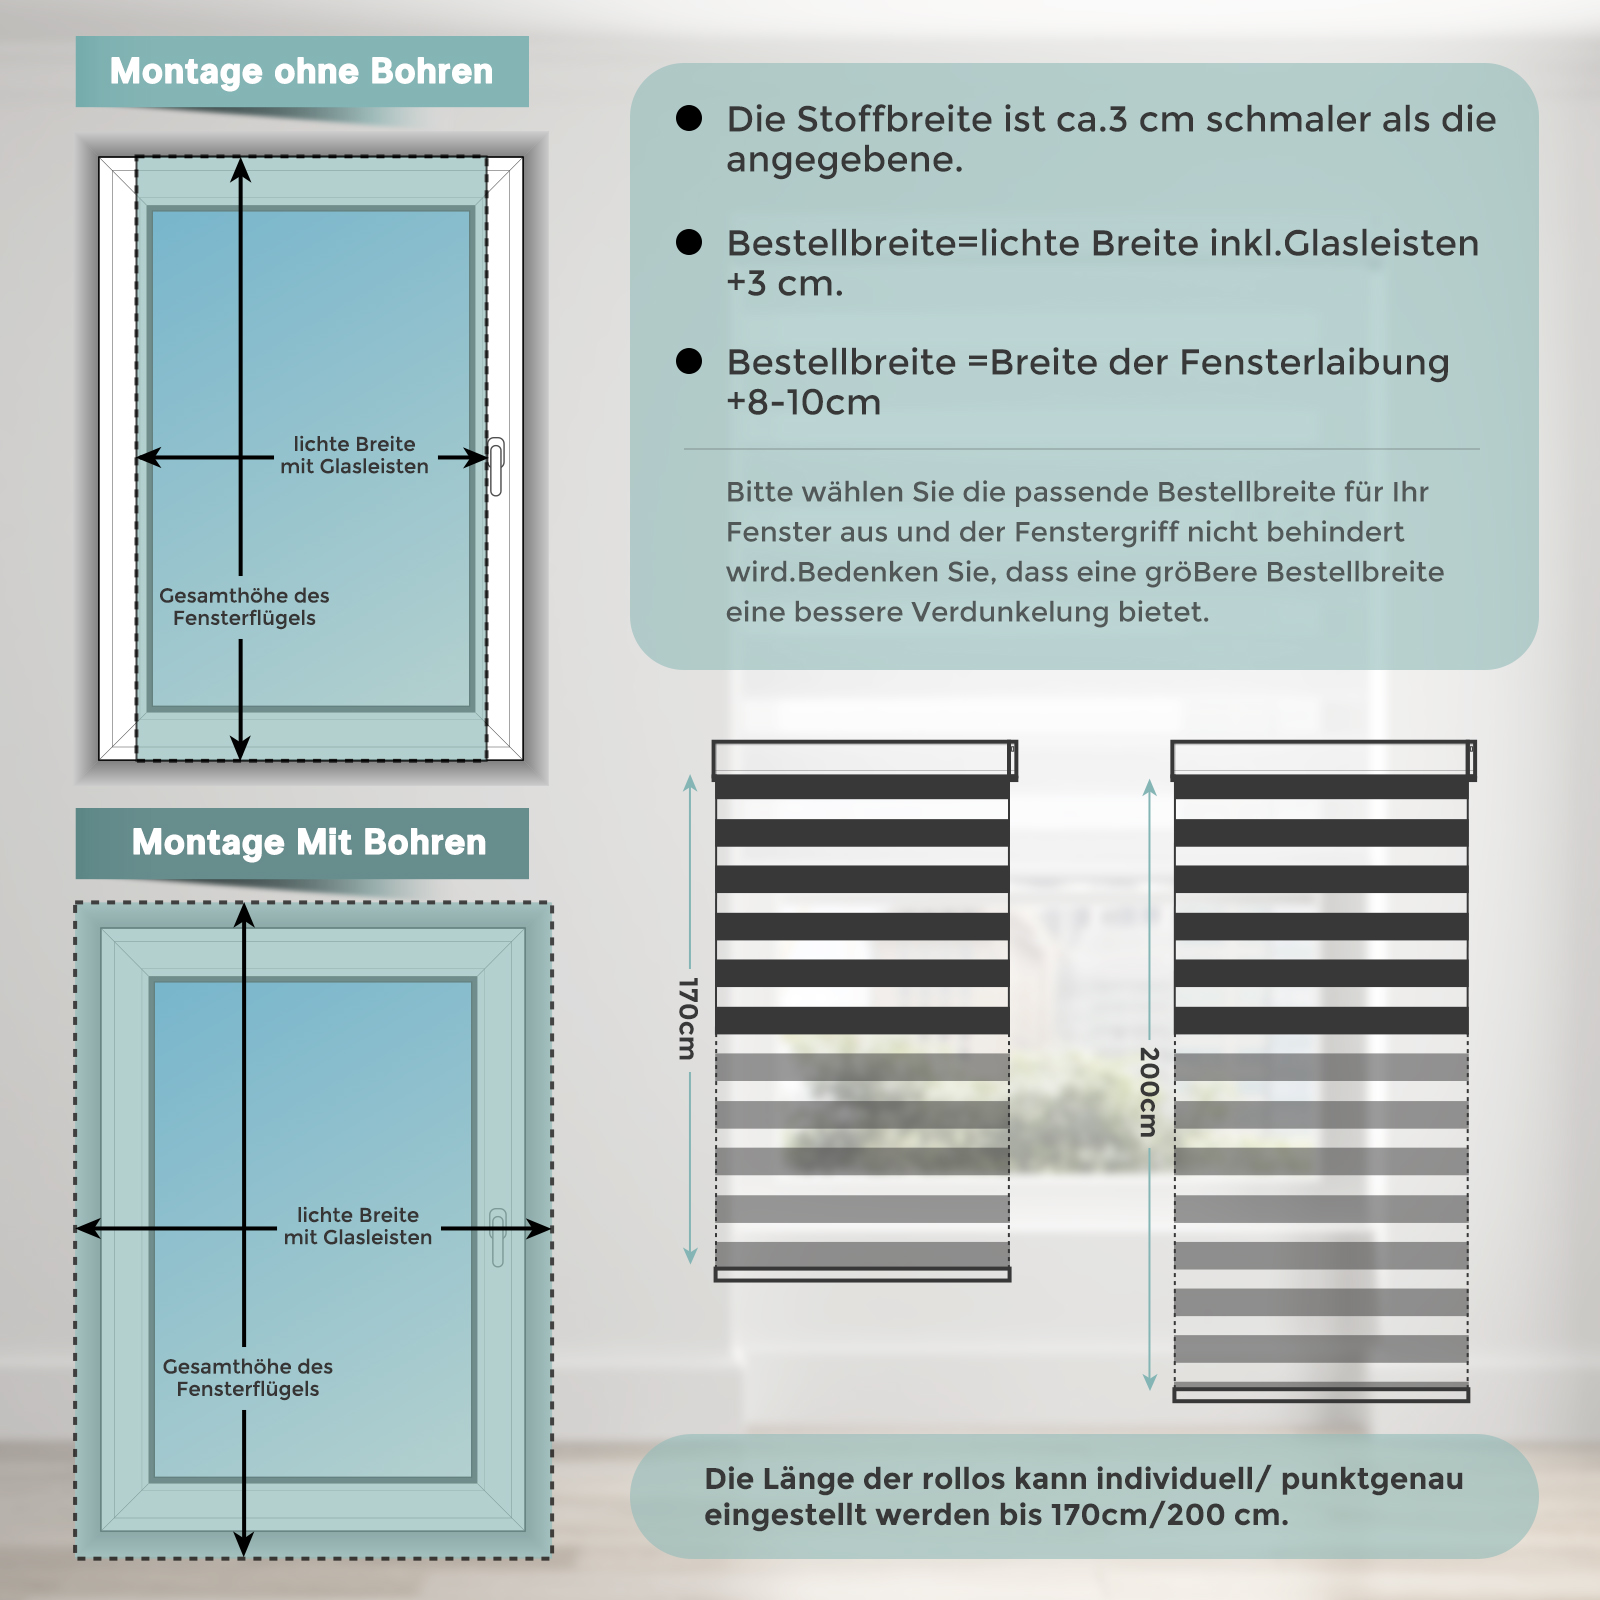 Montage ohne Bohren
lichte Breite
mit Glasleisten
Gesamthöhe des
Fensterflügels
Montage Mit Bohren
lichte Breite
mit Glasleisten
Gesamthöhe des
Fensterflügels
Die Stoffbreite ist ca.3 cm schmaler als die
angegebene.
Bestellbreite=lichte Breite inkl.Glasleisten
+3 cm.
Bestellbreite =Breite der Fensterlaibung
+8-10cm
Bitte wählen Sie die passende Bestellbreite für Ihr
Fenster aus und der Fenstergriff nicht behindert
wird.Bedenken Sie, dass eine gröBere Bestellbreite
eine bessere Verdunkelung bietet.
170cm
200cm
Die Länge der rollos kann individuell/ punktgenau
eingestellt werden bis 170cm/200 cm.